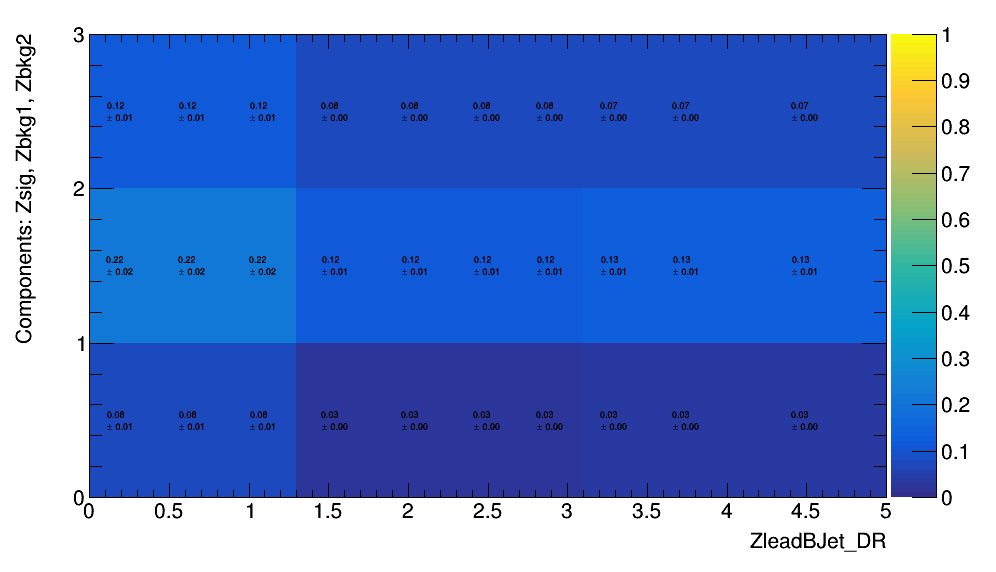 Components: Zsig, Zbkg1, Zbkg2
3
2
1
0
0.12 0.12 0.12 0.08 0.08 0.08 0.08 0.07 0.07 0.07
± 0.01 ± 0.01 ± 0.01 ± 0.00 ± 0.00 ± 0.00 ± 0.00 ± 0.00 ± 0.00 ± 0.00
0.22 0.22 0.22 0.12 0.12 0.12 0.12 0.13 0.13 0.13
± 0.02 ± 0.02 ± 0.02 ± 0.01 ± 0.01 ± 0.01 ± 0.01 ± 0.01 ± 0.01 ± 0.01
0.08 0.08 0.08 0.03 0.03 0.03 0.03 0.03 0.03 0.03
± 0.01 ± 0.01 ± 0.01 ± 0.00 ± 0.00 ± 0.00 ± 0.00 ± 0.00 ± 0.00 ± 0.00
0 0.5 1 1.5 2 2.5 3 3.5 4 4.5 5
ZleadBJet_DR
1
0.9
0.8
0.7
0.6
0.5
0.4
0.3
0.2
0.1
0